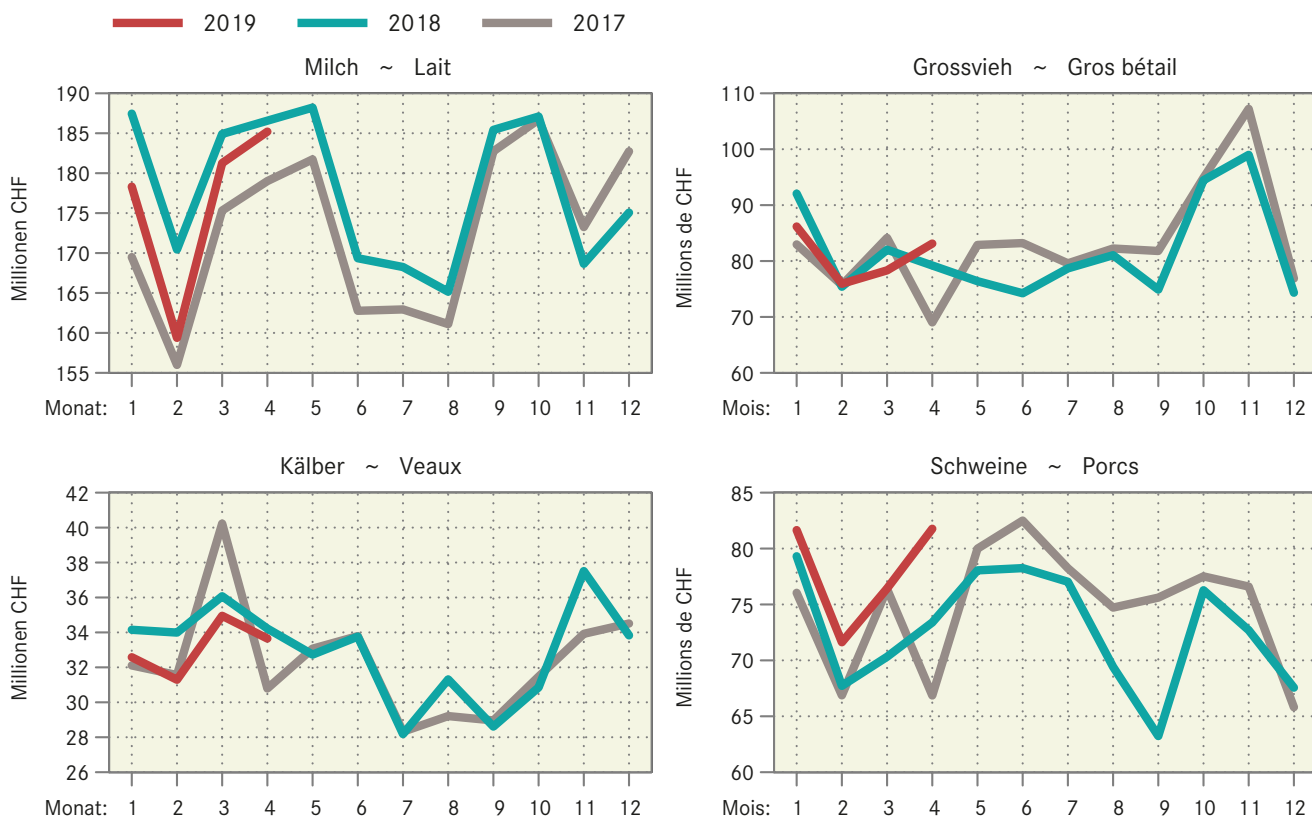 2019 2018 2017
Milch ~ Lait
Millionen CHF
190
185
180
175
170
165
160
155
Monat: 1 2 3 4 5 6 7 8 9 10 11 12
Grossvieh ~ Gros bétail
Millions de CHF
110
100
90
80
70
60
Mois: 1 2 3 4 5 6 7 8 9 10 11 12
Kälber ~ Veaux
Millionen CHF
42
40
38
36
34
32
30
28
26
Monat: 1 2 3 4 5 6 7 8 9 10 11 12
Schweine ~ Porcs
Millions de CHF
85
80
75
70
65
60
Mois: 1 2 3 4 5 6 7 8 9 10 11 12